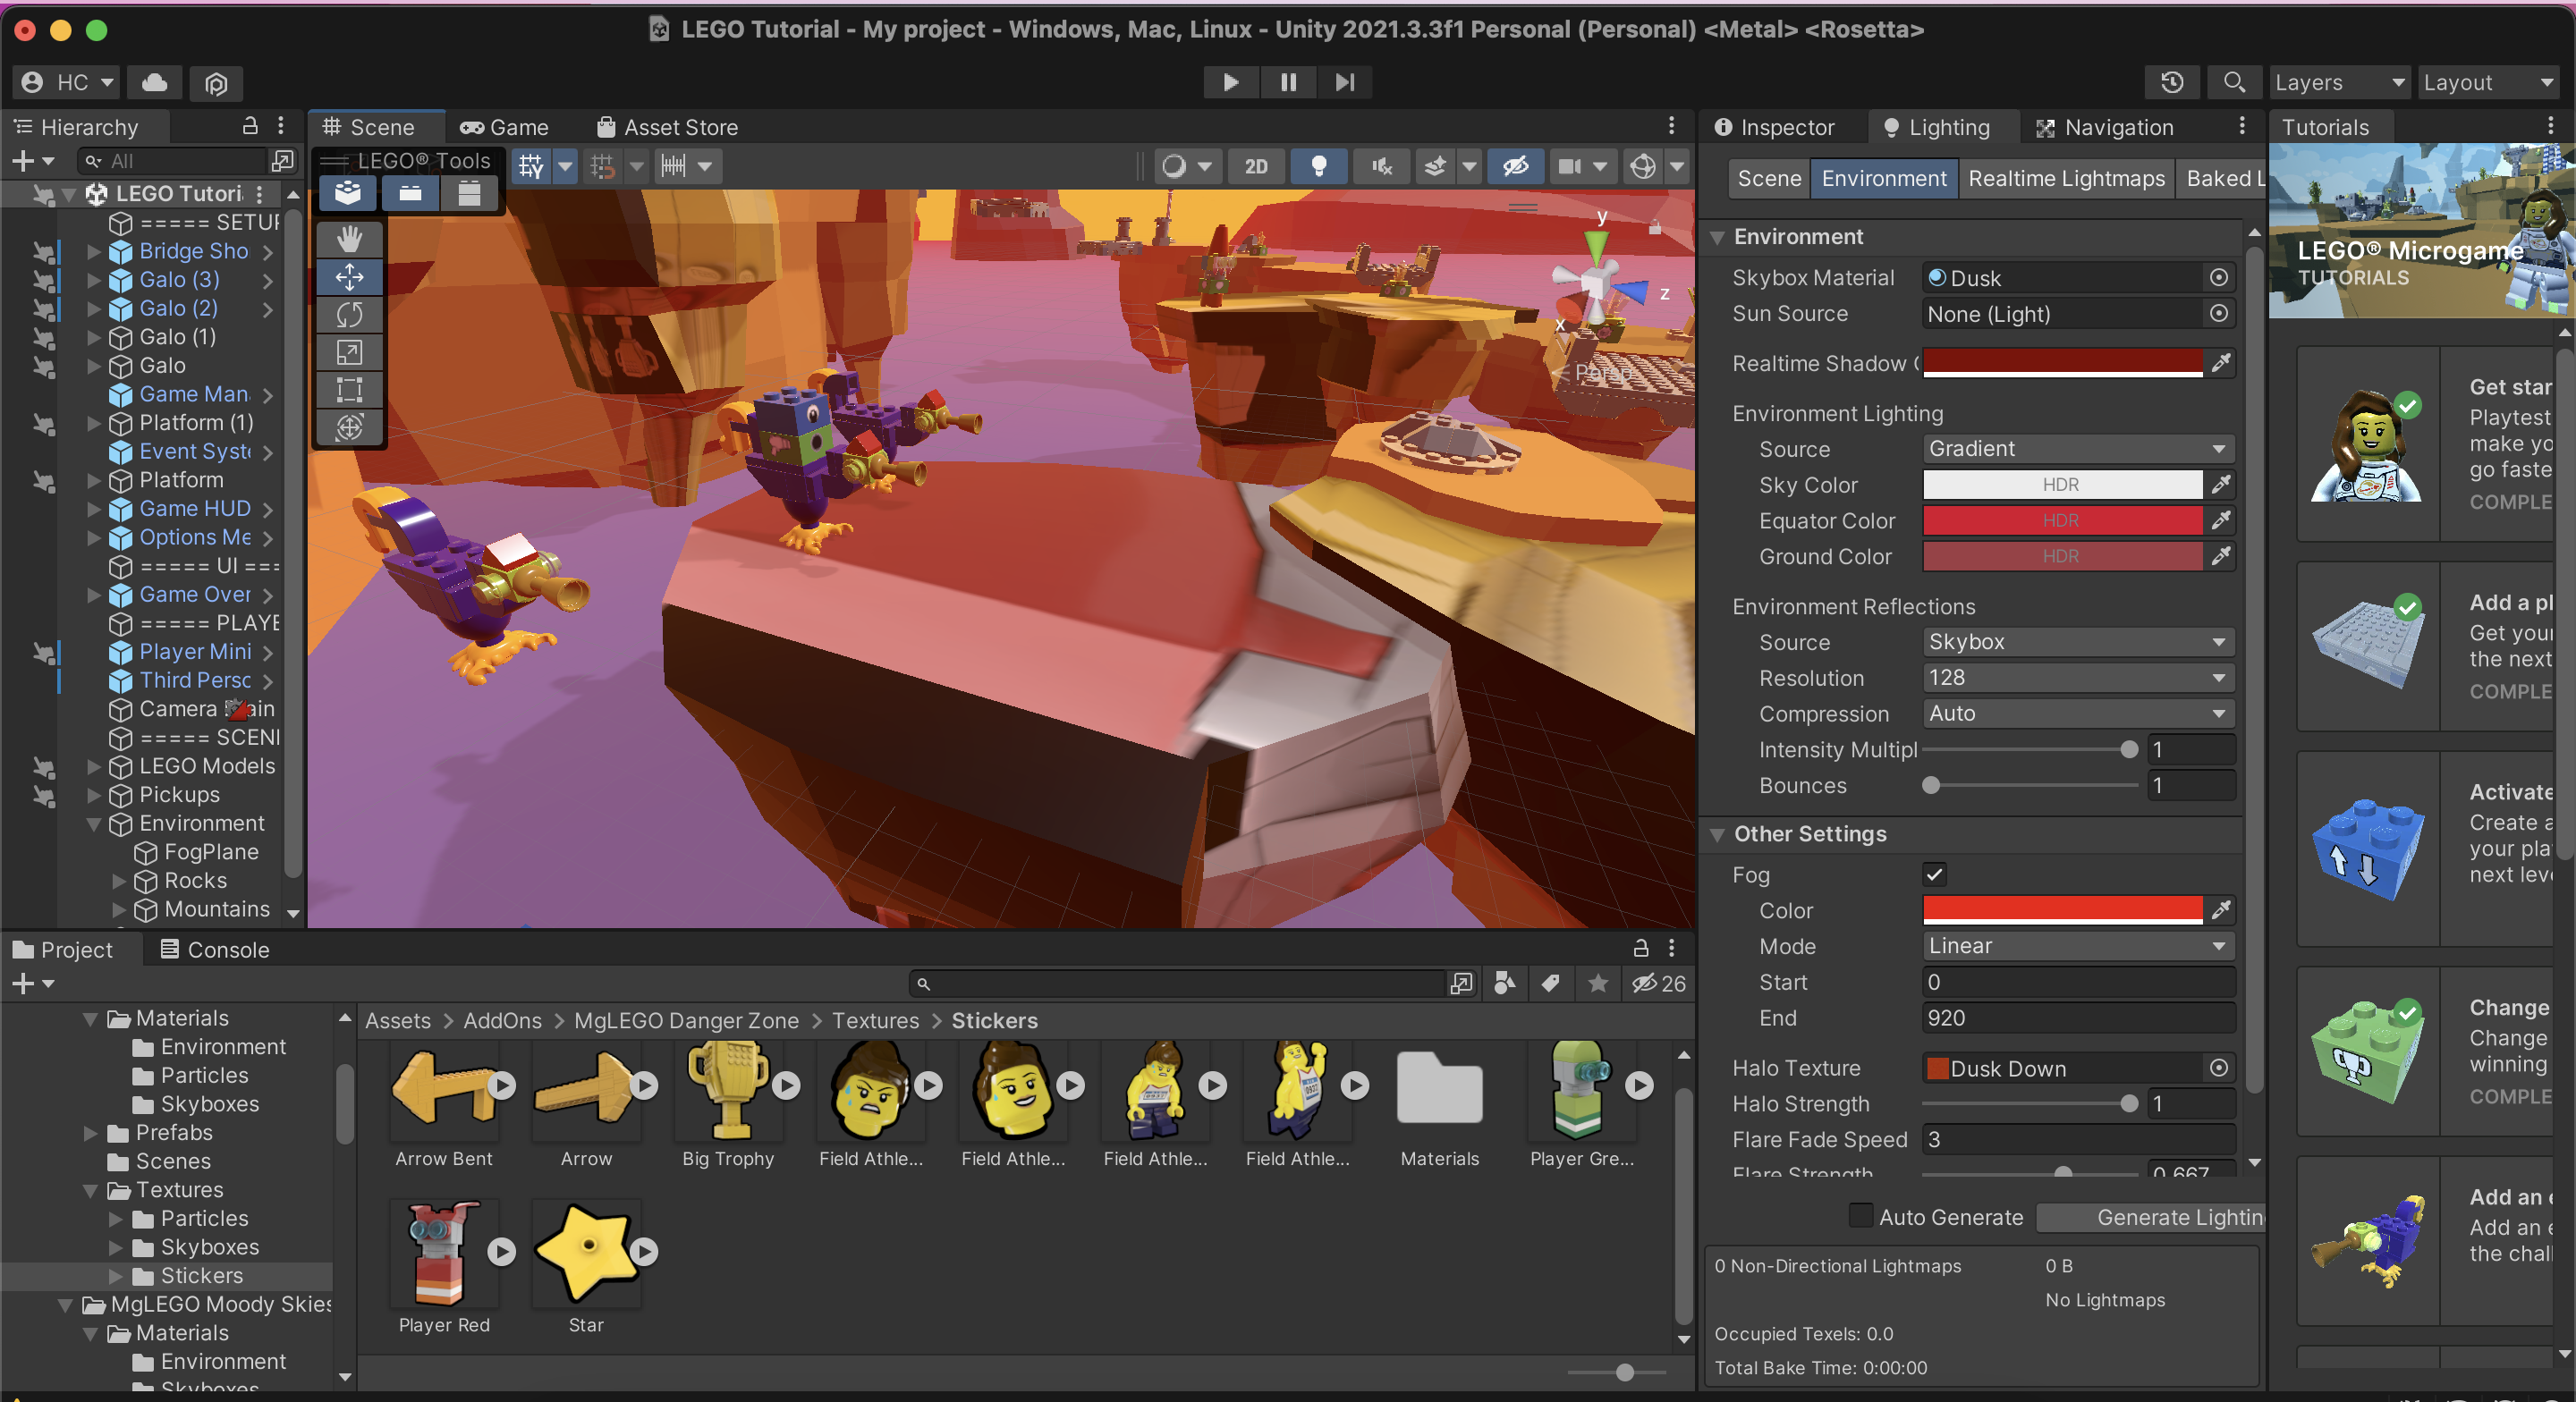 LEGO Tutorial - My project - Windows, Mac, Linux - Unity 2021.3.3f1 Personal (Personal) <Metal> <Rosetta>
HC
Layers
Layout
Hierarchy
All
LEGO Tutori
===== SETUP
Bridge Sho
Galo (3)
Galo (2)
Galo (1)
Galo
Game Man
Platform (1)
Event Syst
Platform
Game HUD
Options Me
===== UI ===
Game Over
===== PLAYE
Player Mini
Third Perso
Camera ain
===== SCEN
LEGO Models
Pickups
Environment
FogPlane
Rocks
Mountains
Scene
Game
Asset Store
LEGO® Tools
2D
y
z
x
Persp
Inspector
Lighting
Navigation
Scene
Environment
Realtime Lightmaps
Baked L
Environment
Skybox Material
Dusk
Sun Source
None (Light)
Realtime Shadow C
Environment Lighting
Source
Gradient
Sky Color
HDR
Equator Color
HDR
Ground Color
HDR
Environment Reflections
Source
Skybox
Resolution
128
Compression
Auto
Intensity Multipl
1
Bounces
1
Other Settings
Fog
Color
Mode
Linear
Start
0
End
920
Halo Texture
Dusk Down
Halo Strength
1
Flare Fade Speed
3
Flare Strength
0.667
Auto Generate
Generate Lightin
0 Non-Directional Lightmaps
0 B
No Lightmaps
Occupied Texels: 0.0
Total Bake Time: 0:00:00
Tutorials
LEGO® Microgame
TUTORIALS
Get star
Playtest
make yo
go faste
COMPLE
Add a pl
Get your
the next
COMPLE
Activate
Create a
your pla
next leve
Change
Change
winning
COMPLE
Add an e
Add an e
the chall
Project
Console
26
Materials
Environment
Particles
Skyboxes
Prefabs
Scenes
Textures
Particles
Skyboxes
Stickers
MgLEGO Moody Skies
Materials
Environment
Skyboxes
Assets > AddOns > MgLEGO Danger Zone > Textures > Stickers
Arrow Bent
Arrow
Big Trophy
Field Athle...
Field Athle...
Field Athle...
Field Athle...
Materials
Player Gre...
Player Red
Star